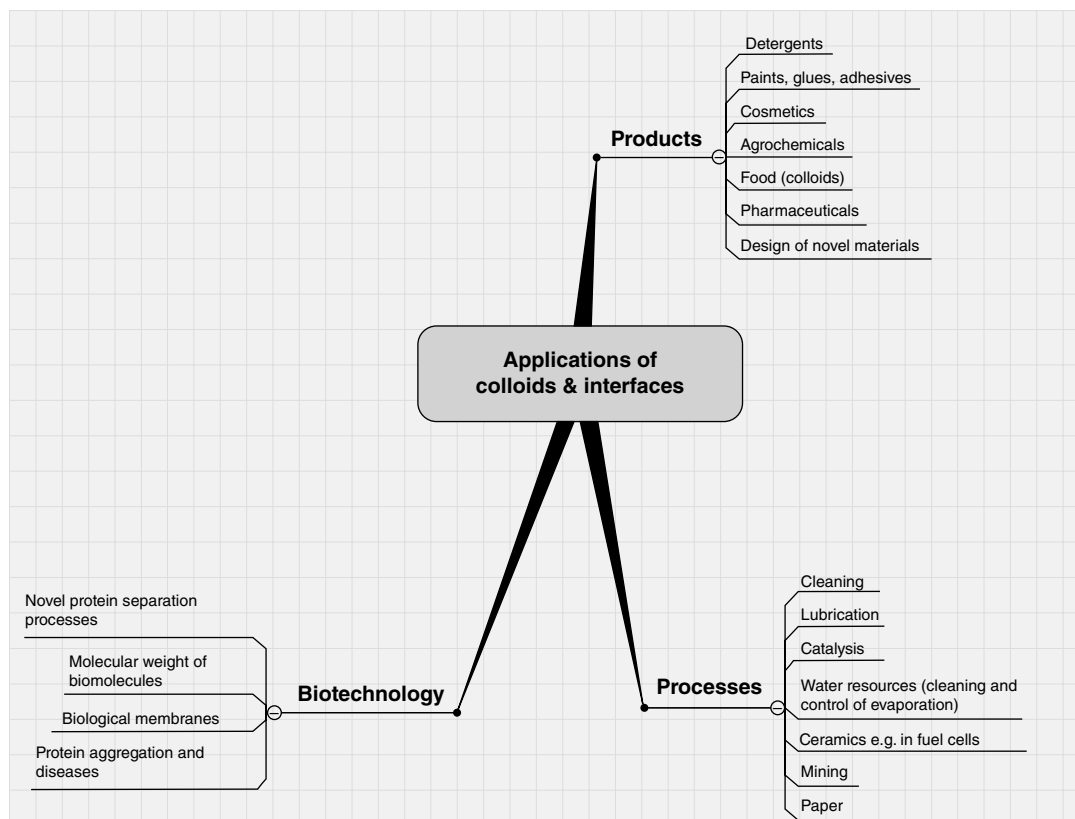 Detergents
Paints, glues, adhesives
Cosmetics
Products
Agrochemicals
Food (colloids)
Pharmaceuticals
Design of novel materials
Applications of
colloids & interfaces
Novel protein separation
processes
Molecular weight of
biomolecules
Biological membranes
Protein aggregation and
diseases
Biotechnology
Processes
Cleaning
Lubrication
Catalysis
Water resources (cleaning and
control of evaporation)
Ceramics e.g. in fuel cells
Mining
Paper